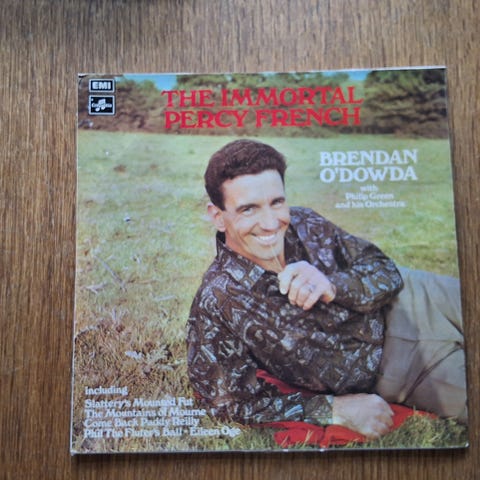 EMI
Columbia
THE IMMORTAL
PERCY FRENCH
BRENDAN
O'DOWDA
with
Philip Green
and his Orchestra
including
Slattery's Mounted Fut
The Mountains of Mourne
Come Back Paddy Reilly
Phil The Fluter's Ball • Eileen Oge